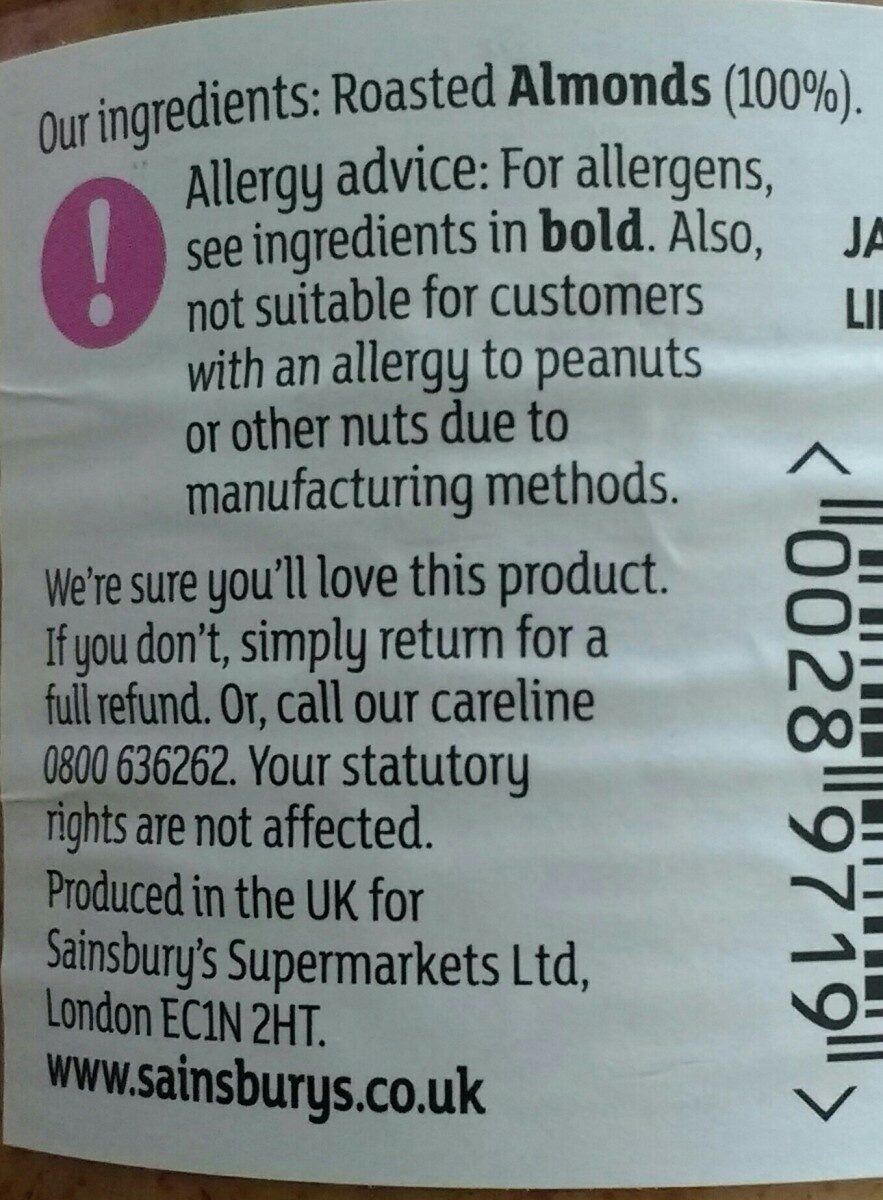 Our ingredients: Roasted Almonds (100%).
Allergy advice: For allergens,
see ingredients in bold. Also,
not suitable for customers
with an allergy to peanuts
or other nuts due to
manufacturing methods.
We're sure you'll love this product.
If you don't, simply return for a
full refund. Or, call our careline
0800 636262. Your statutory
rights are not affected.
Produced in the UK for
Sainsbury's Supermarkets Ltd,
London EC1N 2HT.
www.sainsburys.co.uk
< 0028 9719 >